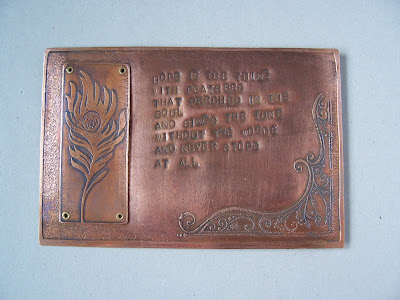 HOPE IS THE THING
WITH FEATHERS
THAT PERCHES IN THE
SOUL
AND SINGS THE TUNE
WITHOUT THE WORDS
AND NEVER STOPS
AT ALL